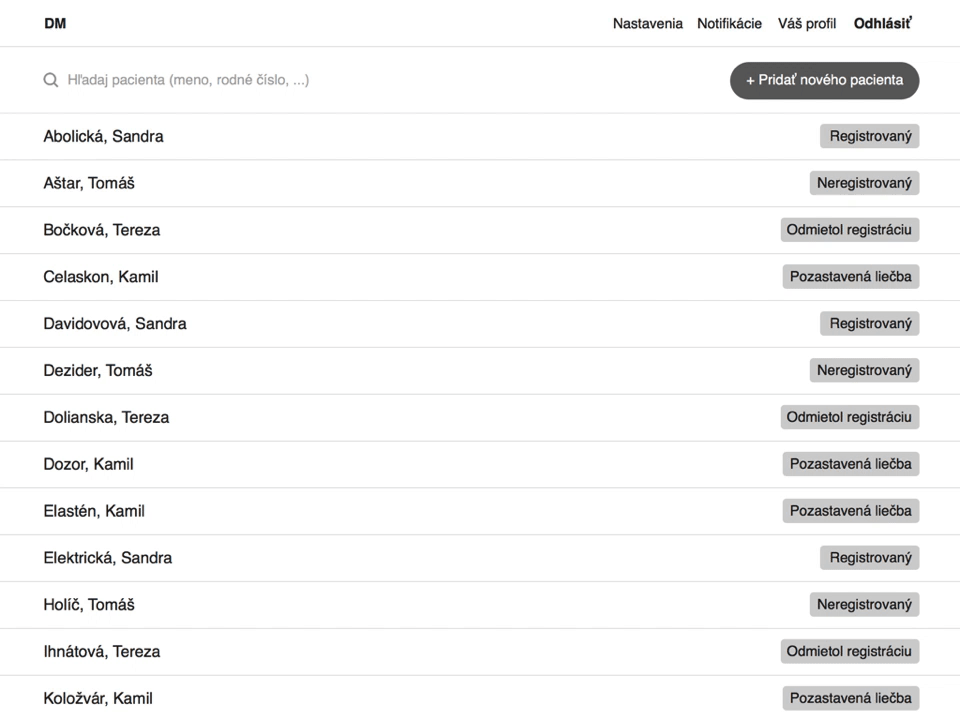 DM Nastavenia Notifikácie Váš profil Odhlásiť
Hľadaj pacienta (meno, rodné číslo, ...) + Pridať nového pacienta
Abolická, Sandra Registrovaný
Aštar, Tomáš Neregistrovaný
Bočková, Tereza Odmietol registráciu
Celaskon, Kamil Pozastavená liečba
Davidovová, Sandra Registrovaný
Dezider, Tomáš Neregistrovaný
Dolianska, Tereza Odmietol registráciu
Dozor, Kamil Pozastavená liečba
Elastén, Kamil Pozastavená liečba
Elektrická, Sandra Registrovaný
Holíč, Tomáš Neregistrovaný
Ihnátová, Tereza Odmietol registráciu
Koložvár, Kamil Pozastavená liečba